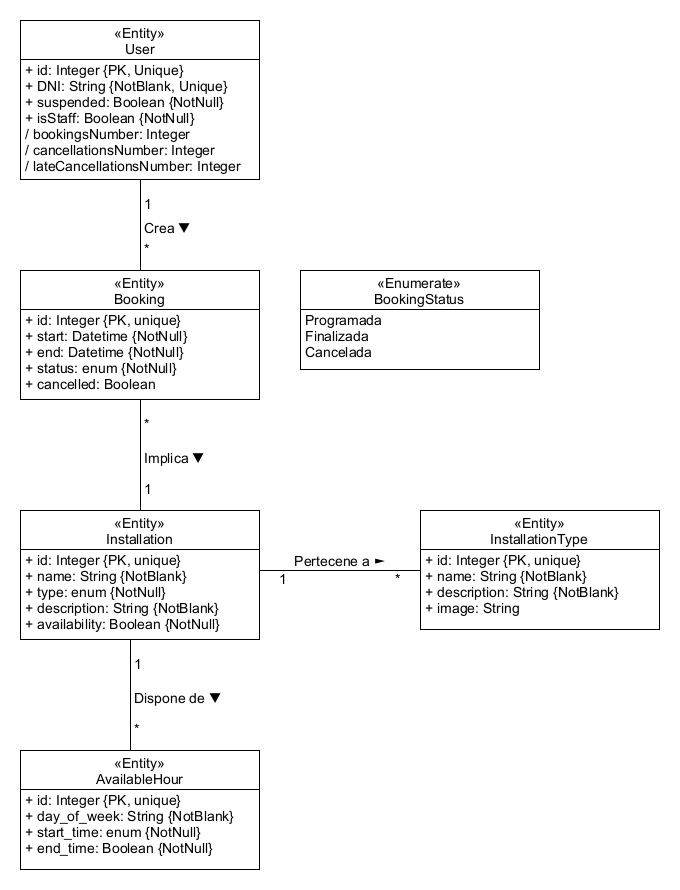 «Entity»
User
+ id: Integer {PK, Unique}
+ DNI: String {NotBlank, Unique}
+ suspended: Boolean {NotNull}
+ isStaff: Boolean {NotNull}
/ bookingsNumber: Integer
/ cancellationsNumber: Integer
/ lateCancellationsNumber: Integer
1
Crea ▼
*
«Entity»
Booking
+ id: Integer {PK, unique}
+ start: Datetime {NotNull}
+ end: Datetime {NotNull}
+ status: enum {NotNull}
+ cancelled: Boolean
«Enumerate»
BookingStatus
Programada
Finalizada
Cancelada
*
Implica ▼
1
«Entity»
Installation
+ id: Integer {PK, unique}
+ name: String {NotBlank}
+ type: enum {NotNull}
+ description: String {NotBlank}
+ availability: Boolean {NotNull}
Pertecene a ►
1
*
«Entity»
InstallationType
+ id: Integer {PK, unique}
+ name: String {NotBlank}
+ description: String {NotBlank}
+ image: String
1
Dispone de ▼
*
«Entity»
AvailableHour
+ id: Integer {PK, unique}
+ day_of_week: String {NotBlank}
+ start_time: enum {NotNull}
+ end_time: Boolean {NotNull}